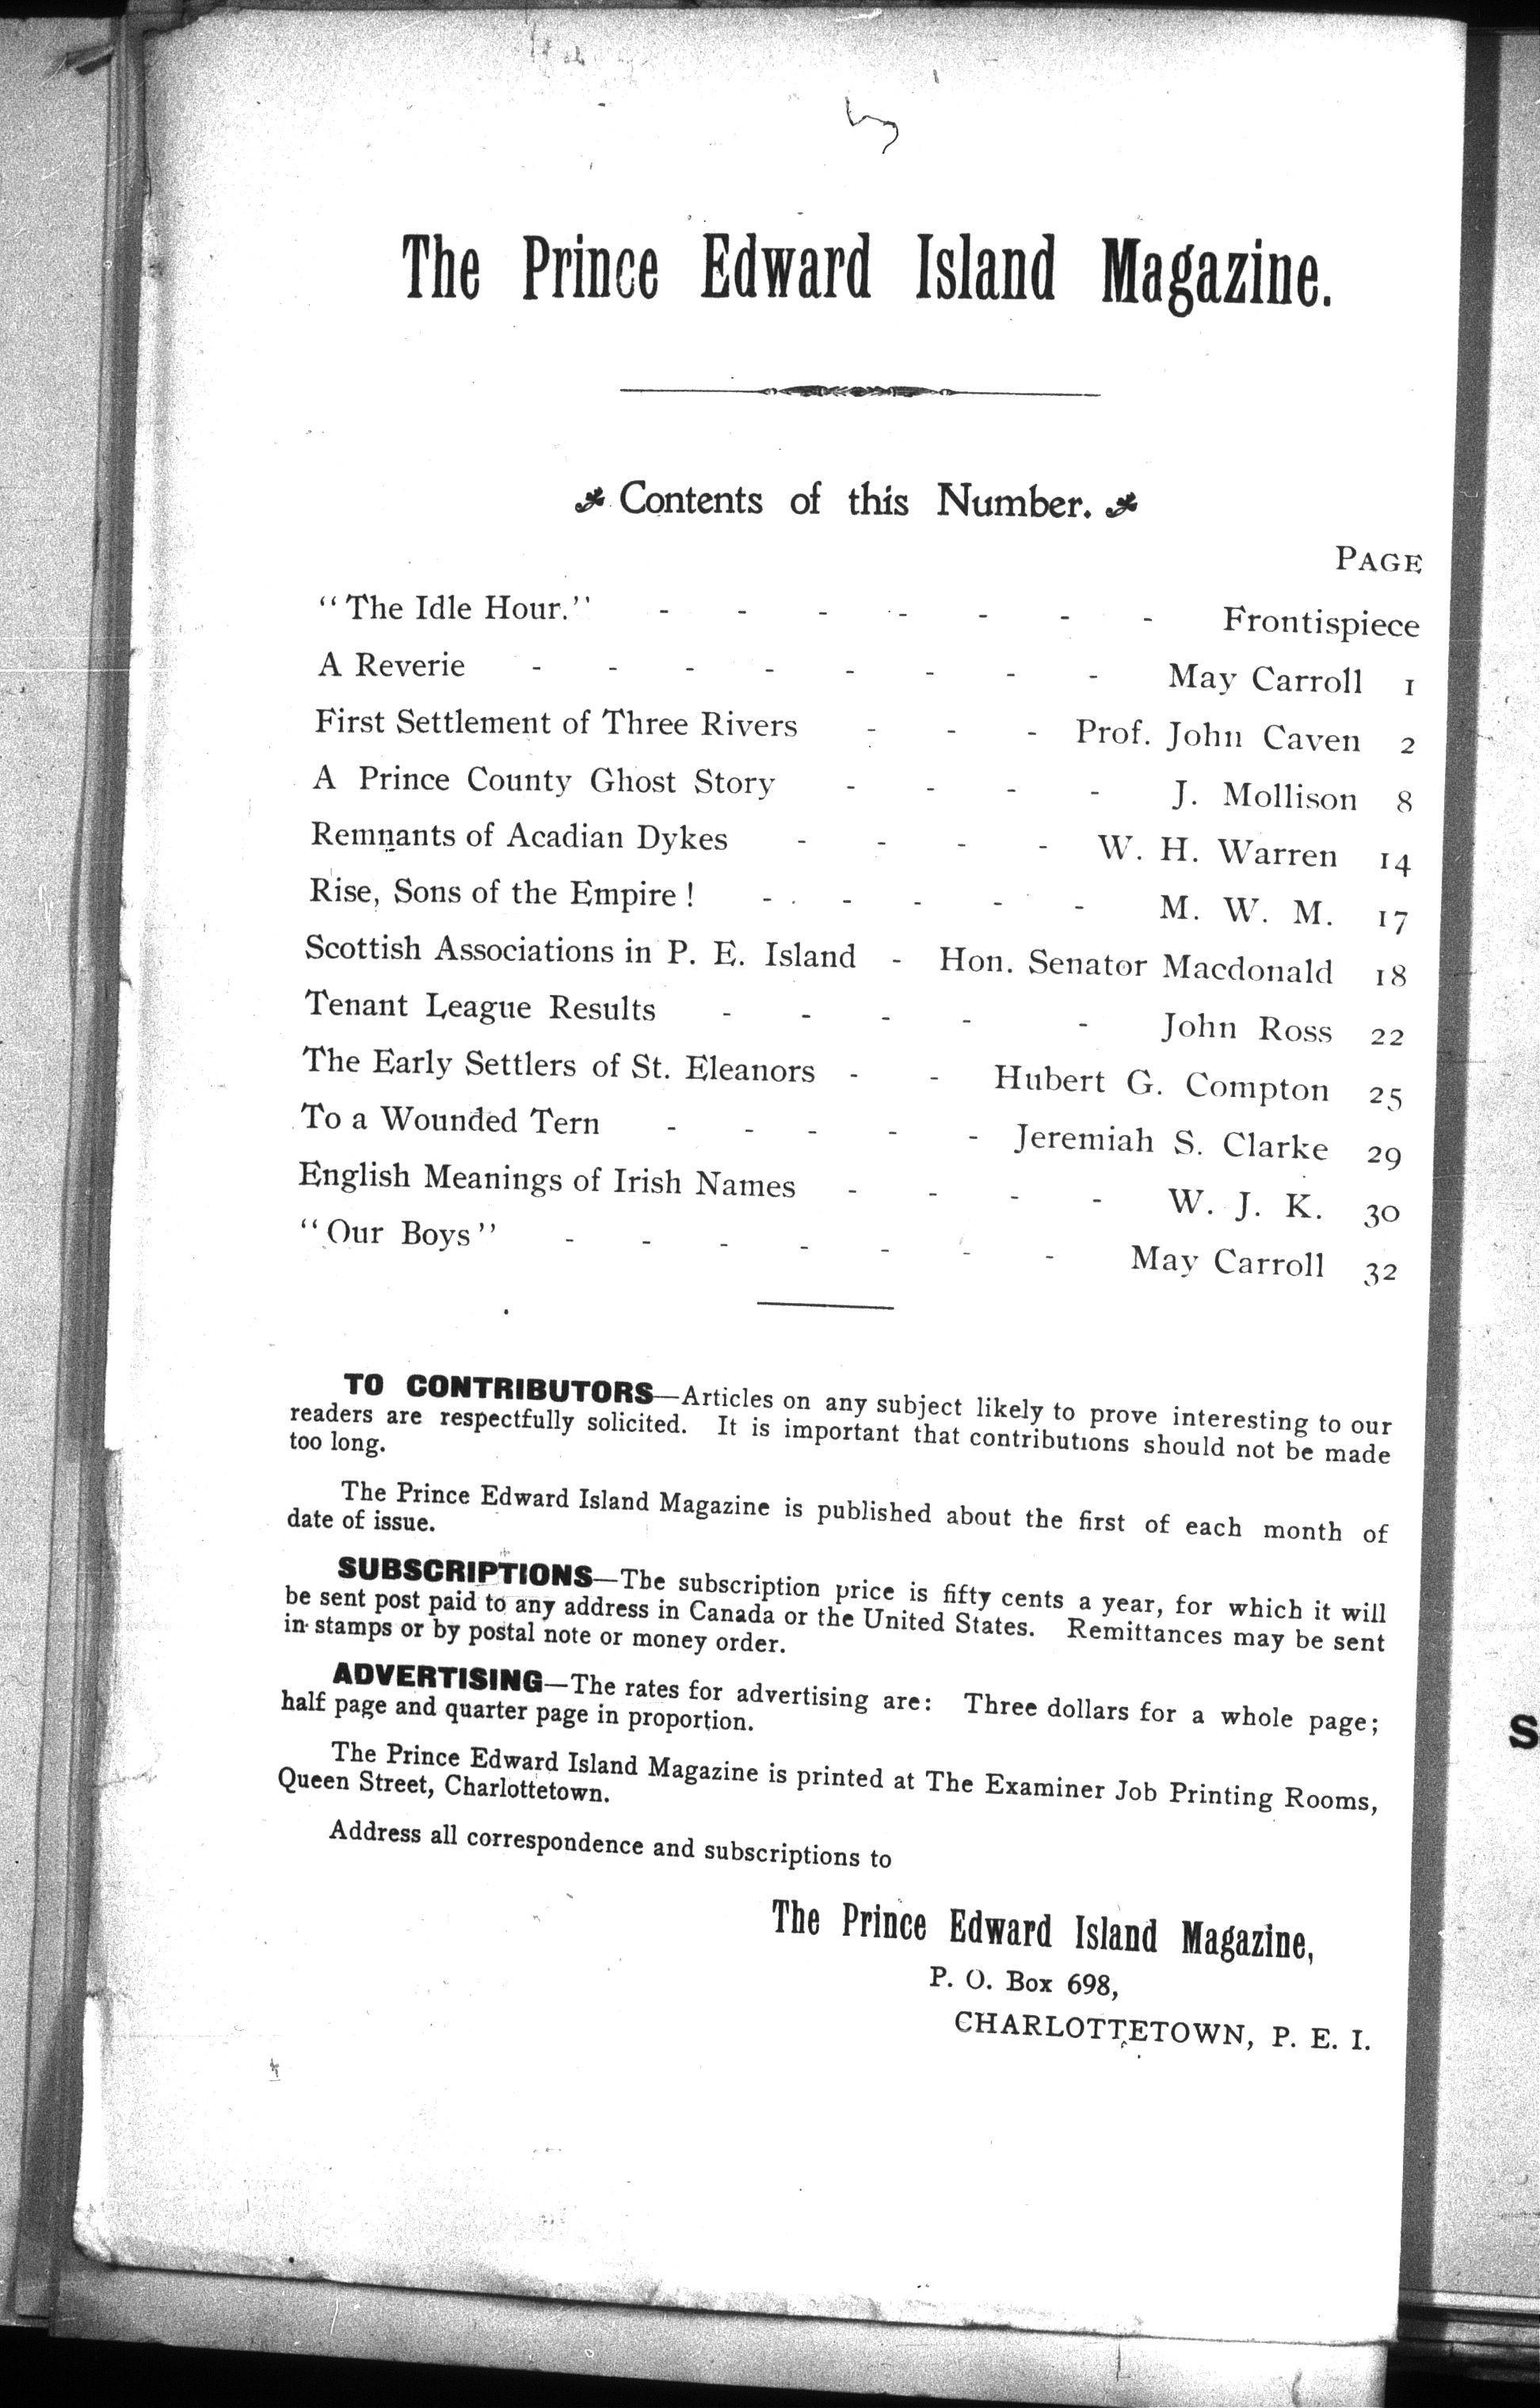 The Prince Edward Island Magazine.
Contents of this Number.
PAGE
"The Idle Hour." - - - - - - - Frontispiece
A Reverie - - - - - - - - May Carroll 1
First Settlement of Three Rivers - - - Prof. John Caven 2
A Prince County Ghost Story - - - - J. Mollison 8
Remnants of Acadian Dykes - - - - W. H. Warren 14
Rise, Sons of the Empire! - - - - - M. W. M. 17
Scottish Associations in P. E. Island - Hon. Senator Macdonald 18
Tenant League Results - - - - - John Ross 22
The Early Settlers of St. Eleanors - - Hubert G. Compton 25
To a Wounded Tern - - - - - Jeremiah S. Clarke 29
English Meanings of Irish Names - - - - W. J. K. 30
"Our Boys" - - - - - - - May Carroll 32
TO CONTRIBUTORS—Articles on any subject likely to prove interesting to our
readers are respectfully solicited. It is important that contributions should not be made
too long.
The Prince Edward Island Magazine is published about the first of each month of
date of issue.
SUBSCRIPTIONS—The subscription price is fifty cents a year, for which it will
be sent post paid to any address in Canada or the United States. Remittances may be sent
in stamps or by postal note or money order.
ADVERTISING—The rates for advertising are: Three dollars for a whole page;
half page and quarter page in proportion.
The Prince Edward Island Magazine is printed at The Examiner Job Printing Rooms,
Queen Street, Charlottetown.
Address all correspondence and subscriptions to
The Prince Edward Island Magazine,
P. O. Box 698,
CHARLOTTETOWN, P. E. I.
S